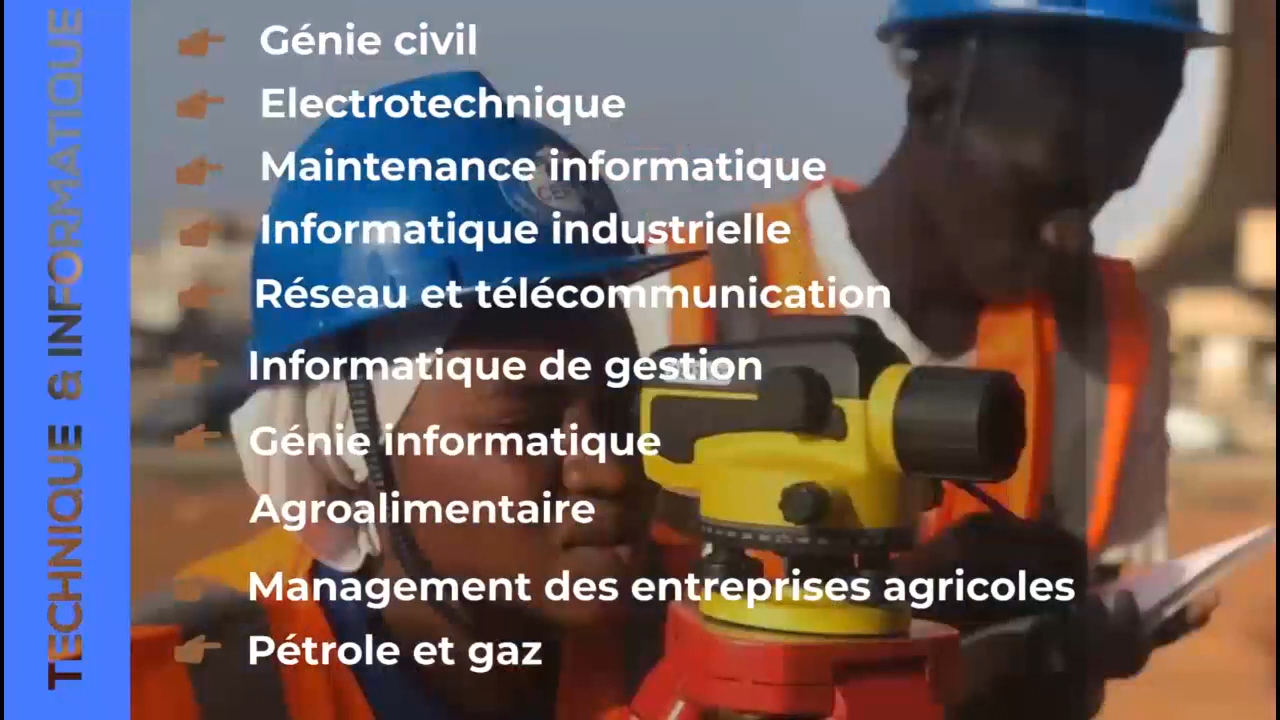 TECHNIQUE & INFORMATIQUE
Génie civil
Electrotechnique
Maintenance informatique
Informatique industrielle
Réseau et télécommunication
Informatique de gestion
Génie informatique
Agroalimentaire
Management des entreprises agricoles
Pétrole et gaz